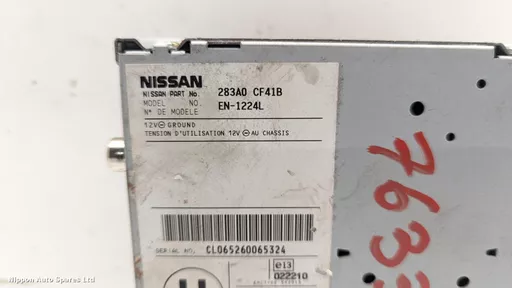 NISSAN
NISSAN PART No. 283A0 CF41B
MODEL NO. EN-1224L
N° DE MODELE
12V⊖GROUND
TENSION D'UTILISATION 12V ⊖ AU CHASSIS
SERIAL NO. CL065260065324
e13
022210
7633
Nippon Auto Spares Ltd